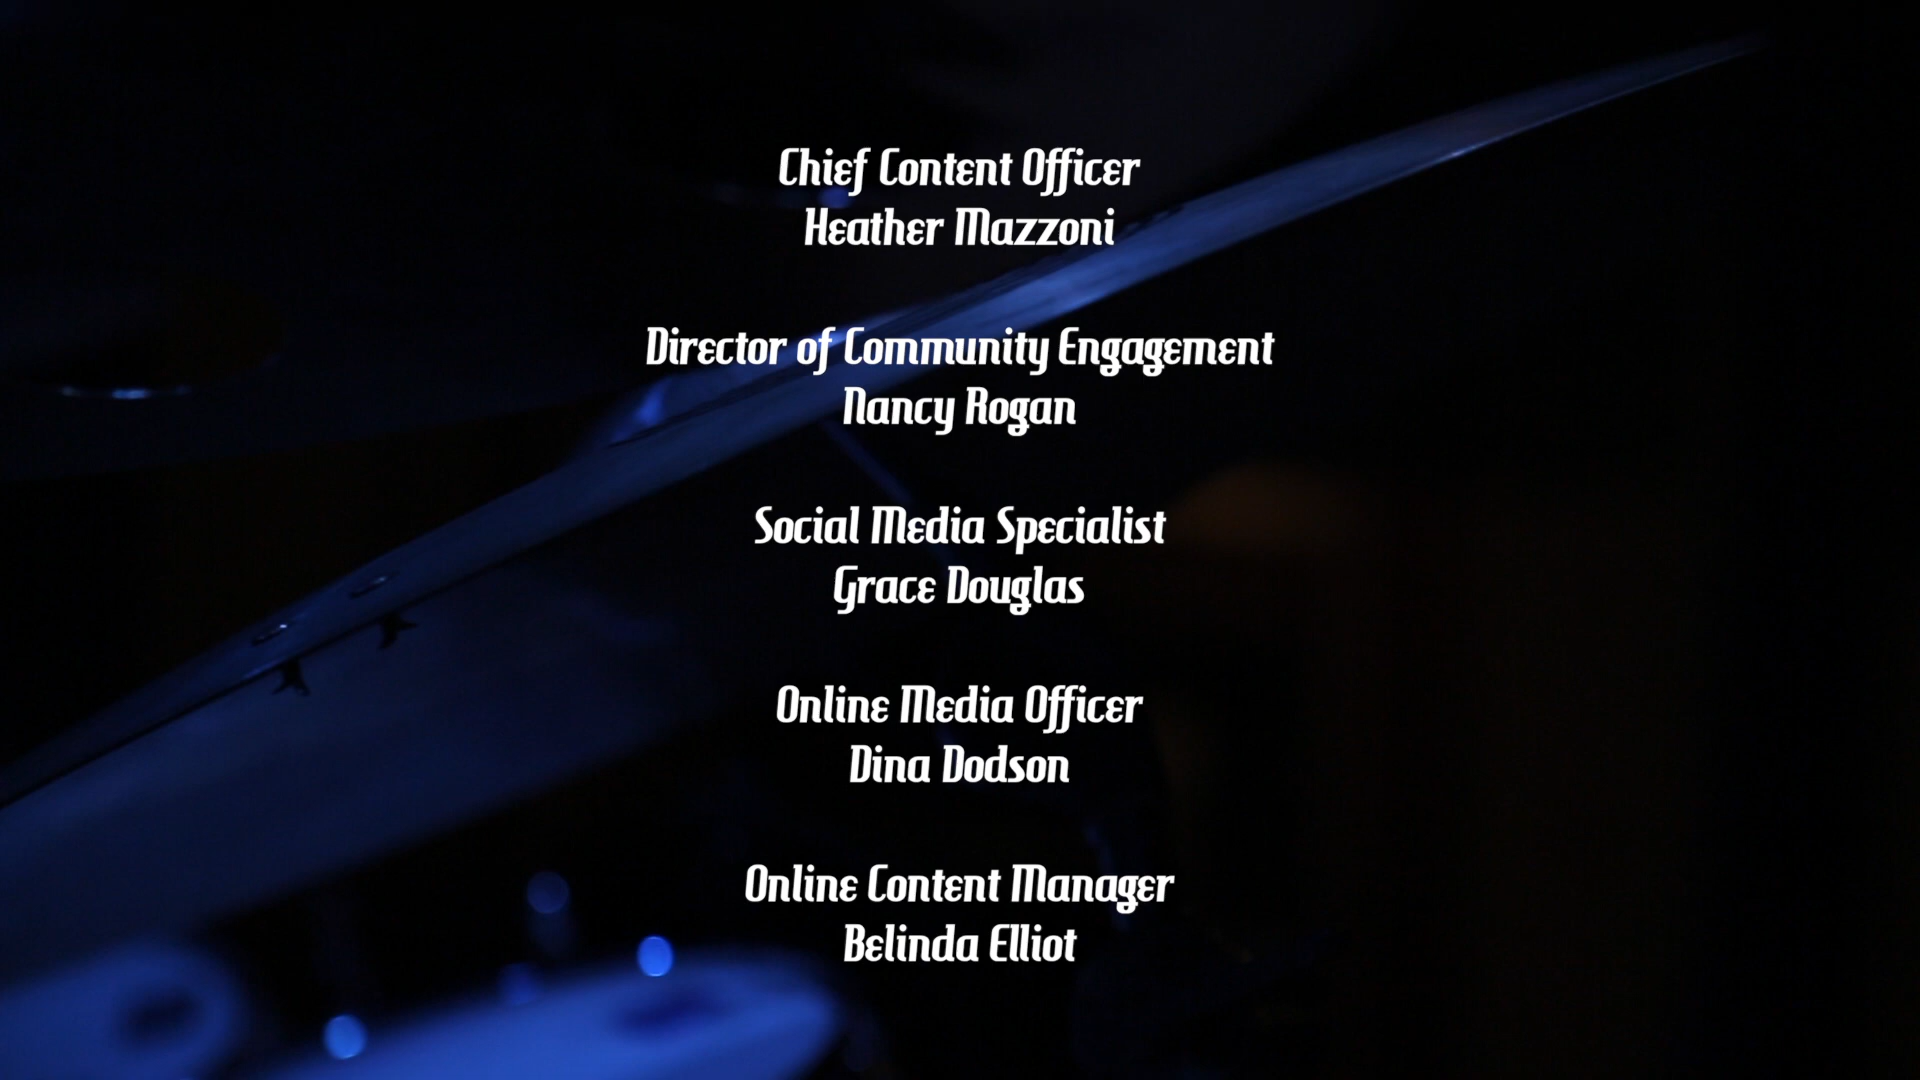 Chief Content Officer
Heather Mazzoni
Director of Community Engagement
Nancy Rogan
Social Media Specialist
Grace Douglas
Online Media Officer
Dina Dodson
Online Content Manager
Belinda Elliot